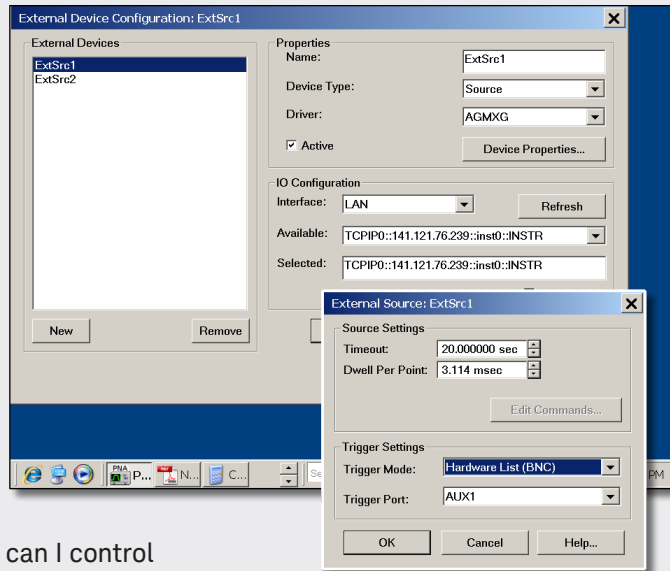 External Device Configuration: ExtSrc1
External Devices
ExtSrc1
ExtSrc2
New
Remove
Properties
Name:
ExtSrc1
Device Type:
Source
Driver:
AGMXG
Active
Device Properties...
IO Configuration
Interface:
LAN
Refresh
Available:
TCPIP0::141.121.76.239::inst0::INSTR
Selected:
TCPIP0::141.121.76.239::inst0::INSTR
External Source: ExtSrc1
Source Settings
Timeout:
20.000000 sec
Dwell Per Point:
3.114 msec
Edit Commands...
Trigger Settings
Trigger Mode:
Hardware List (BNC)
Trigger Port:
AUX1
OK
Cancel
Help...
PNA
P...
N...
C...
PM
can I control